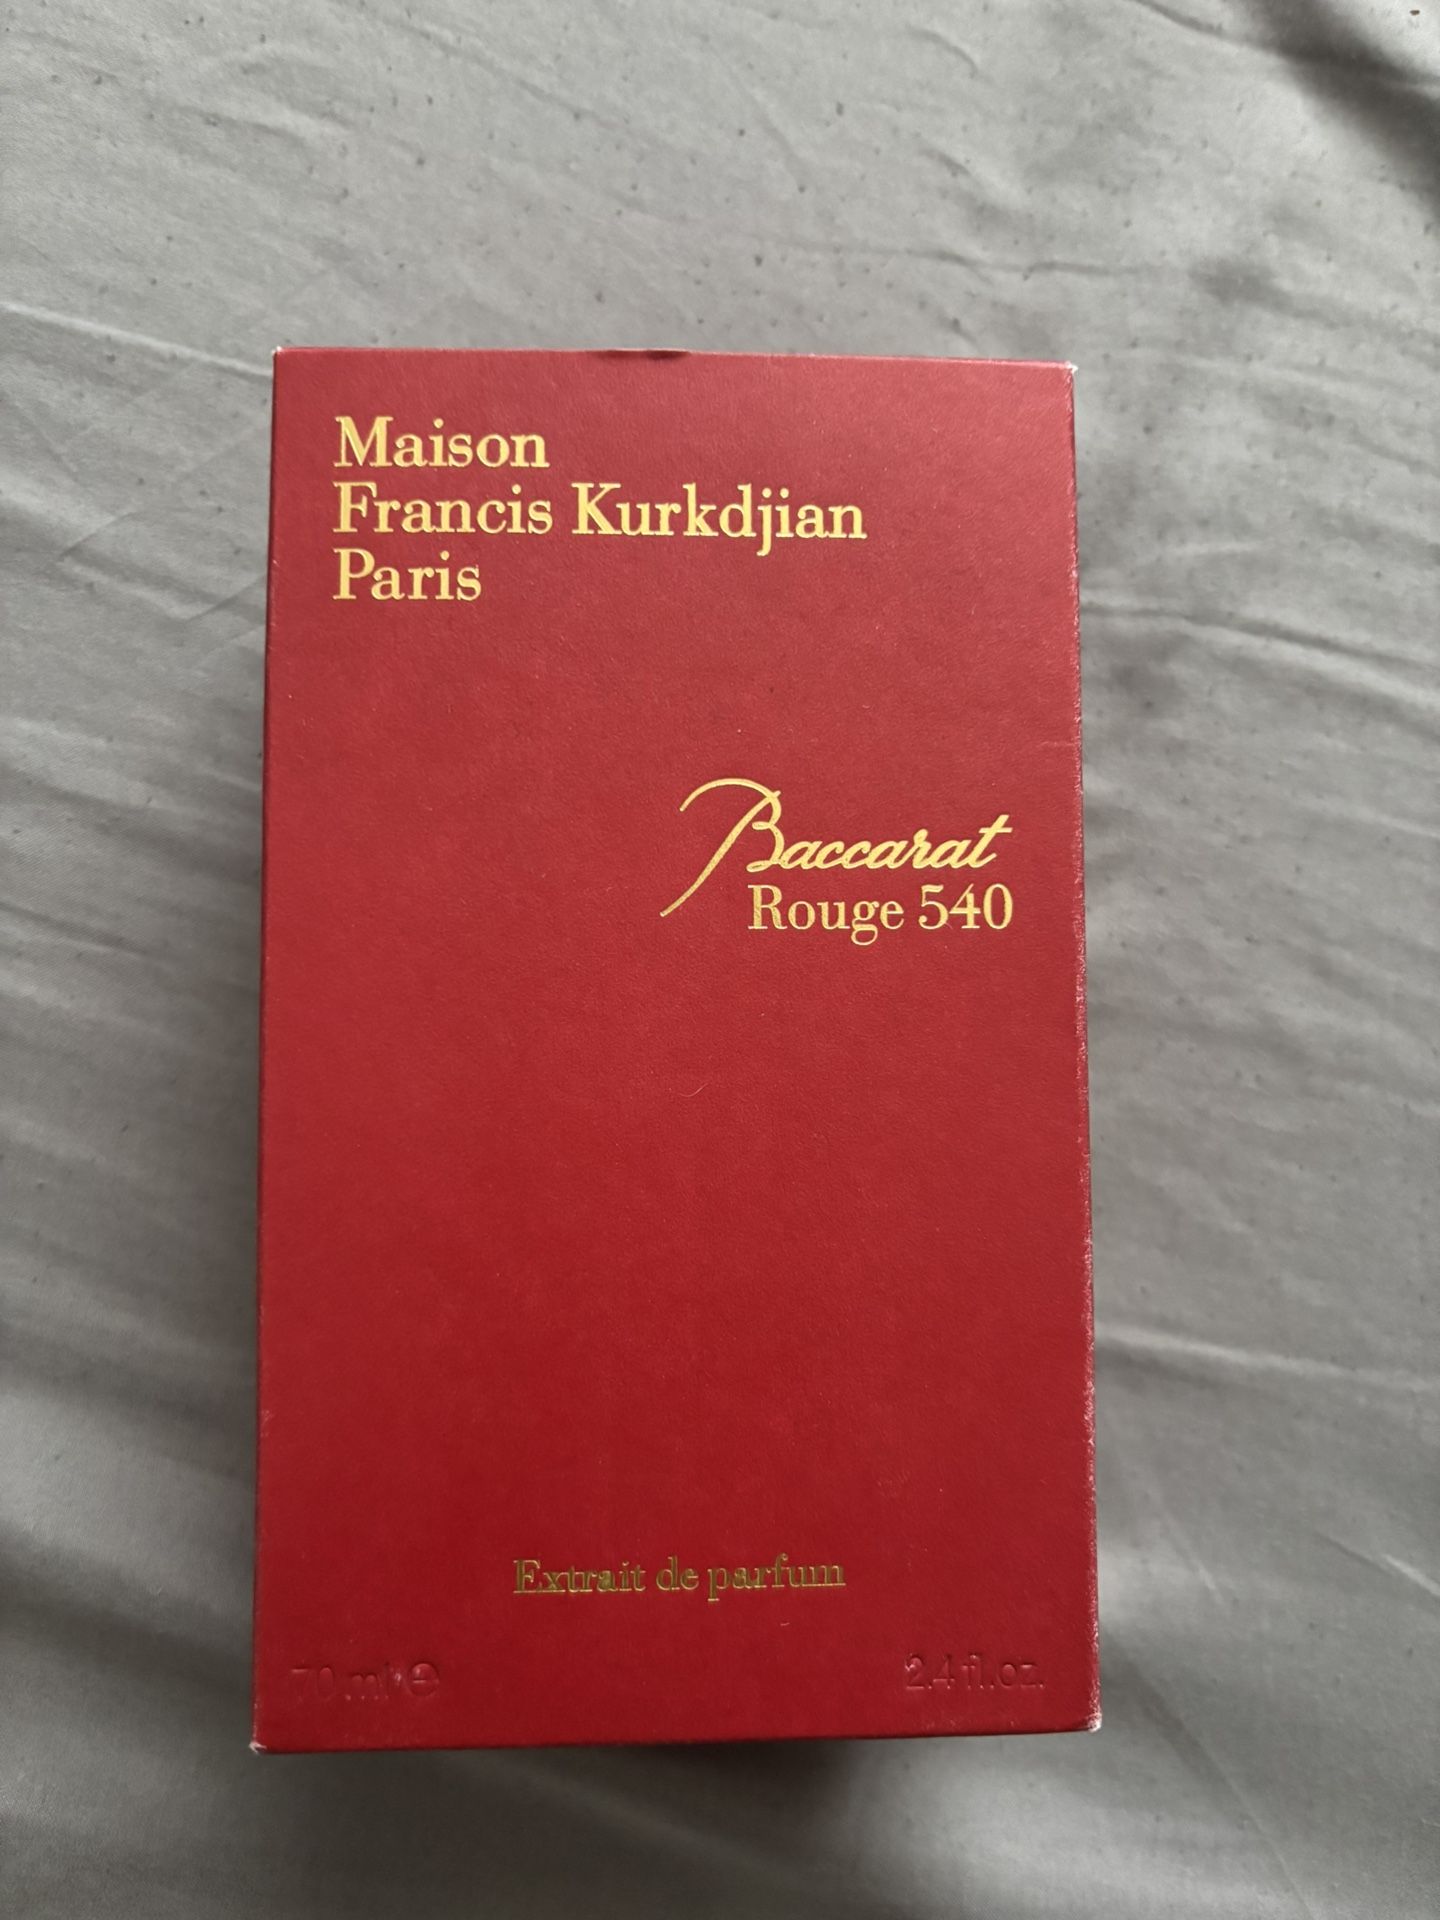 Maison
Francis Kurkdjian
Paris
Baccarat
Rouge 540
Extrait de parfum
70 ml ℮
2.4 fl.oz.